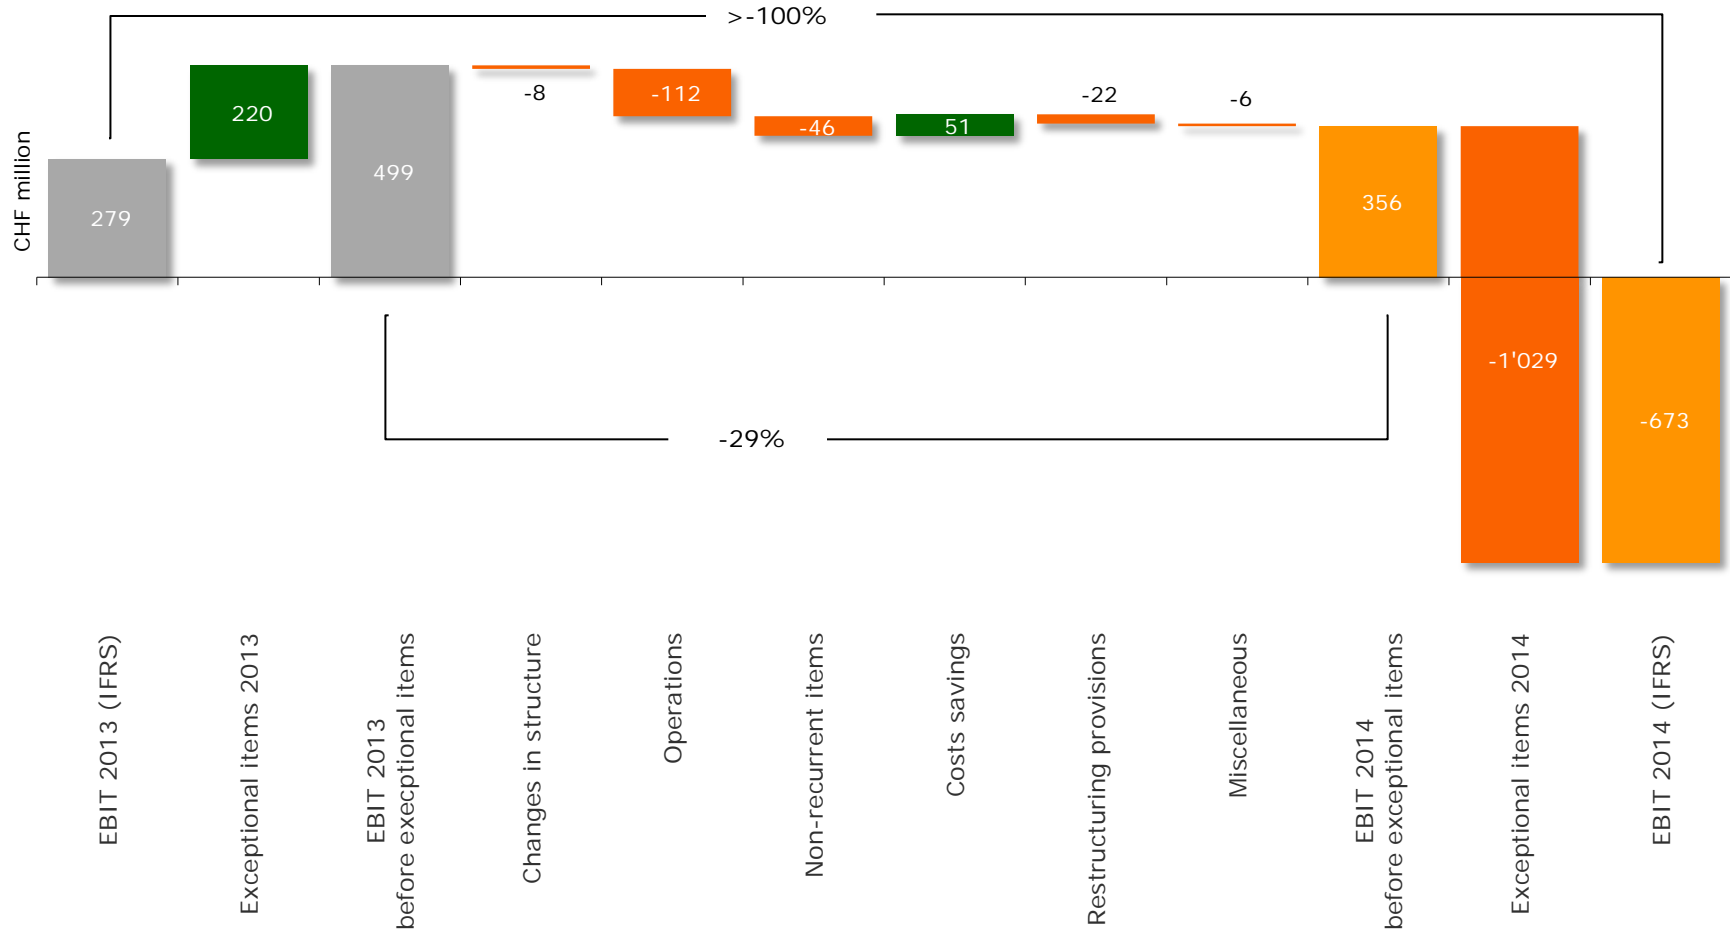 >-100%
CHF million
279
220
499
-8
-112
-46
51
-22
-6
356
-1'029
-673
-29%
EBIT 2013 (IFRS)
Exceptional items 2013
EBIT 2013
before execptional items
Changes in structure
Operations
Non-recurrent items
Costs savings
Restructuring provisions
Miscellaneous
EBIT 2014
before exceptional items
Exceptional items 2014
EBIT 2014 (IFRS)